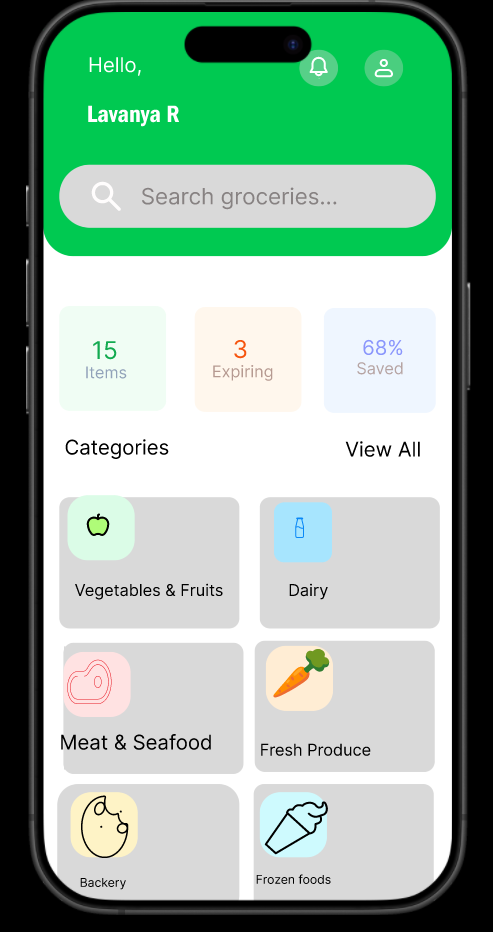 Hello,
Lavanya R
Search groceries...
15
Items
3
Expiring
68%
Saved
Categories
View All
Vegetables & Fruits
Dairy
Meat & Seafood
Fresh Produce
Backery
Frozen foods